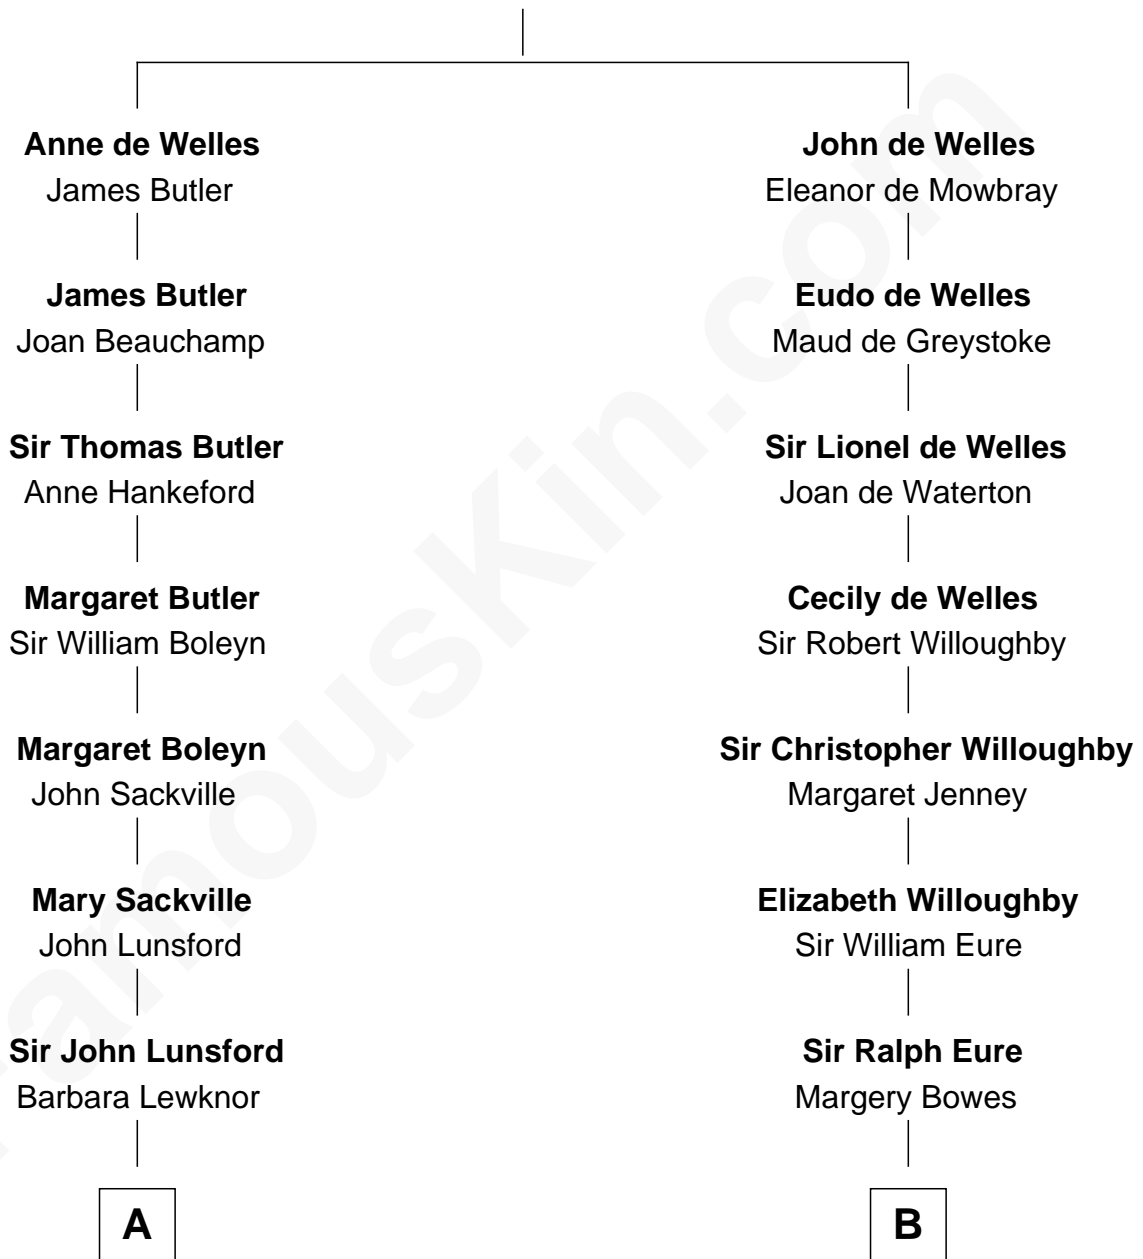 Anne de Welles
James Butler
James Butler
Joan Beauchamp
Sir Thomas Butler
Anne Hankeford
Margaret Butler
Sir William Boleyn
Margaret Boleyn
John Sackville
Mary Sackville
John Lunsford
Sir John Lunsford
Barbara Lewknor
A
John de Welles
Eleanor de Mowbray
Eudo de Welles
Maud de Greystoke
Sir Lionel de Welles
Joan de Waterton
Cecily de Welles
Sir Robert Willoughby
Sir Christopher Willoughby
Margaret Jenney
Elizabeth Willoughby
Sir William Eure
Sir Ralph Eure
Margery Bowes
B
FamousKin.com